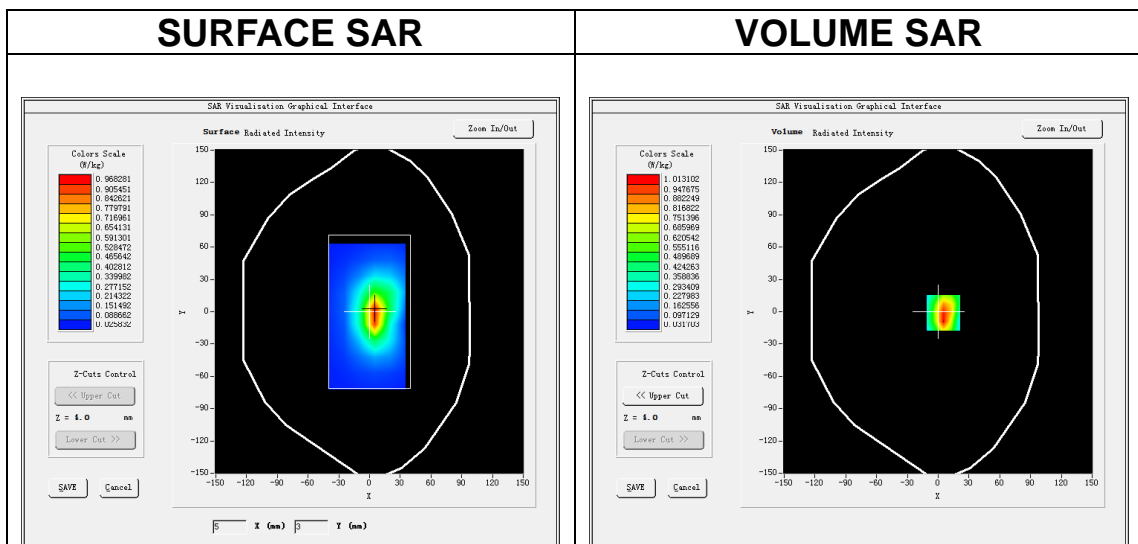 SURFACE SAR
VOLUME SAR
SAR Visualisation Graphical Interface
Surface Radiated Intensity
Zoom In/Out
Colors Scale
(W/kg)
0.968281
0.905451
0.842621
0.779791
0.716961
0.654131
0.591301
0.528472
0.465642
0.402812
0.339982
0.277152
0.214322
0.151492
0.088662
0.025832
Z-Cuts Control
<< Upper Cut
Z = mm
Lower Cut >>
SAVE Cancel
150
120
90
60
30
0
-30
-60
-90
-120
-150
Y
-150 -120 -90 -60 -30 0 30 60 90 120 150
X
5 X (mm) 3 Y (mm)
SAR Visualisation Graphical Interface
Volume Radiated Intensity
Zoom In/Out
Colors Scale
(W/kg)
1.013102
0.947675
0.882249
0.816822
0.751396
0.685969
0.620542
0.555116
0.489689
0.424263
0.358836
0.293409
0.227983
0.162556
0.097129
0.031703
Z-Cuts Control
<< Upper Cut
Z = mm
Lower Cut >>
SAVE Cancel
150
120
90
60
30
0
-30
-60
-90
-120
-150
Y
-150 -120 -90 -60 -30 0 30 60 90 120 150
X